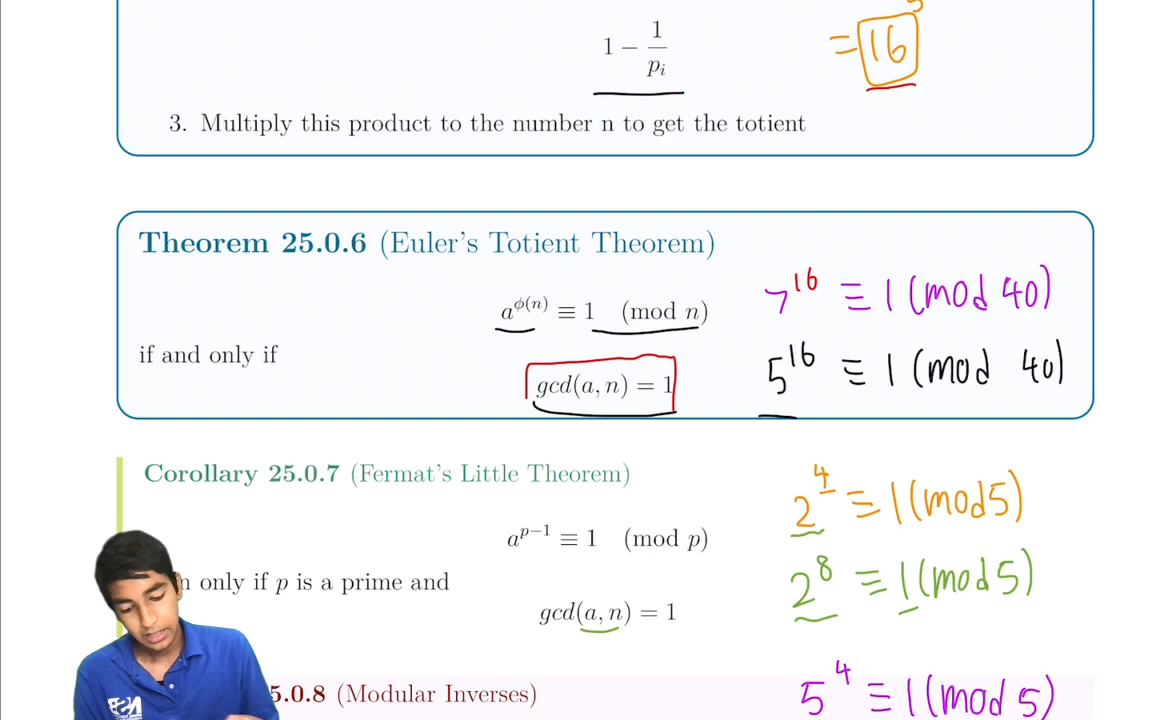 1 − 1/pᵢ
= 16
3. Multiply this product to the number n to get the totient
Theorem 25.0.6 (Euler's Totient Theorem)
a^ϕ(n) ≡ 1 (mod n)
7^16 ≡ 1 (mod 40)
if and only if
gcd(a, n) = 1
5^16 ≡ 1 (mod 40)
Corollary 25.0.7 (Fermat's Little Theorem)
2^4 ≡ 1 (mod 5)
a^p−1 ≡ 1 (mod p)
2^8 ≡ 1 (mod 5)
only if p is a prime and
gcd(a, n) = 1
5.0.8 (Modular Inverses)
5^4 ≡ 1 (mod 5)